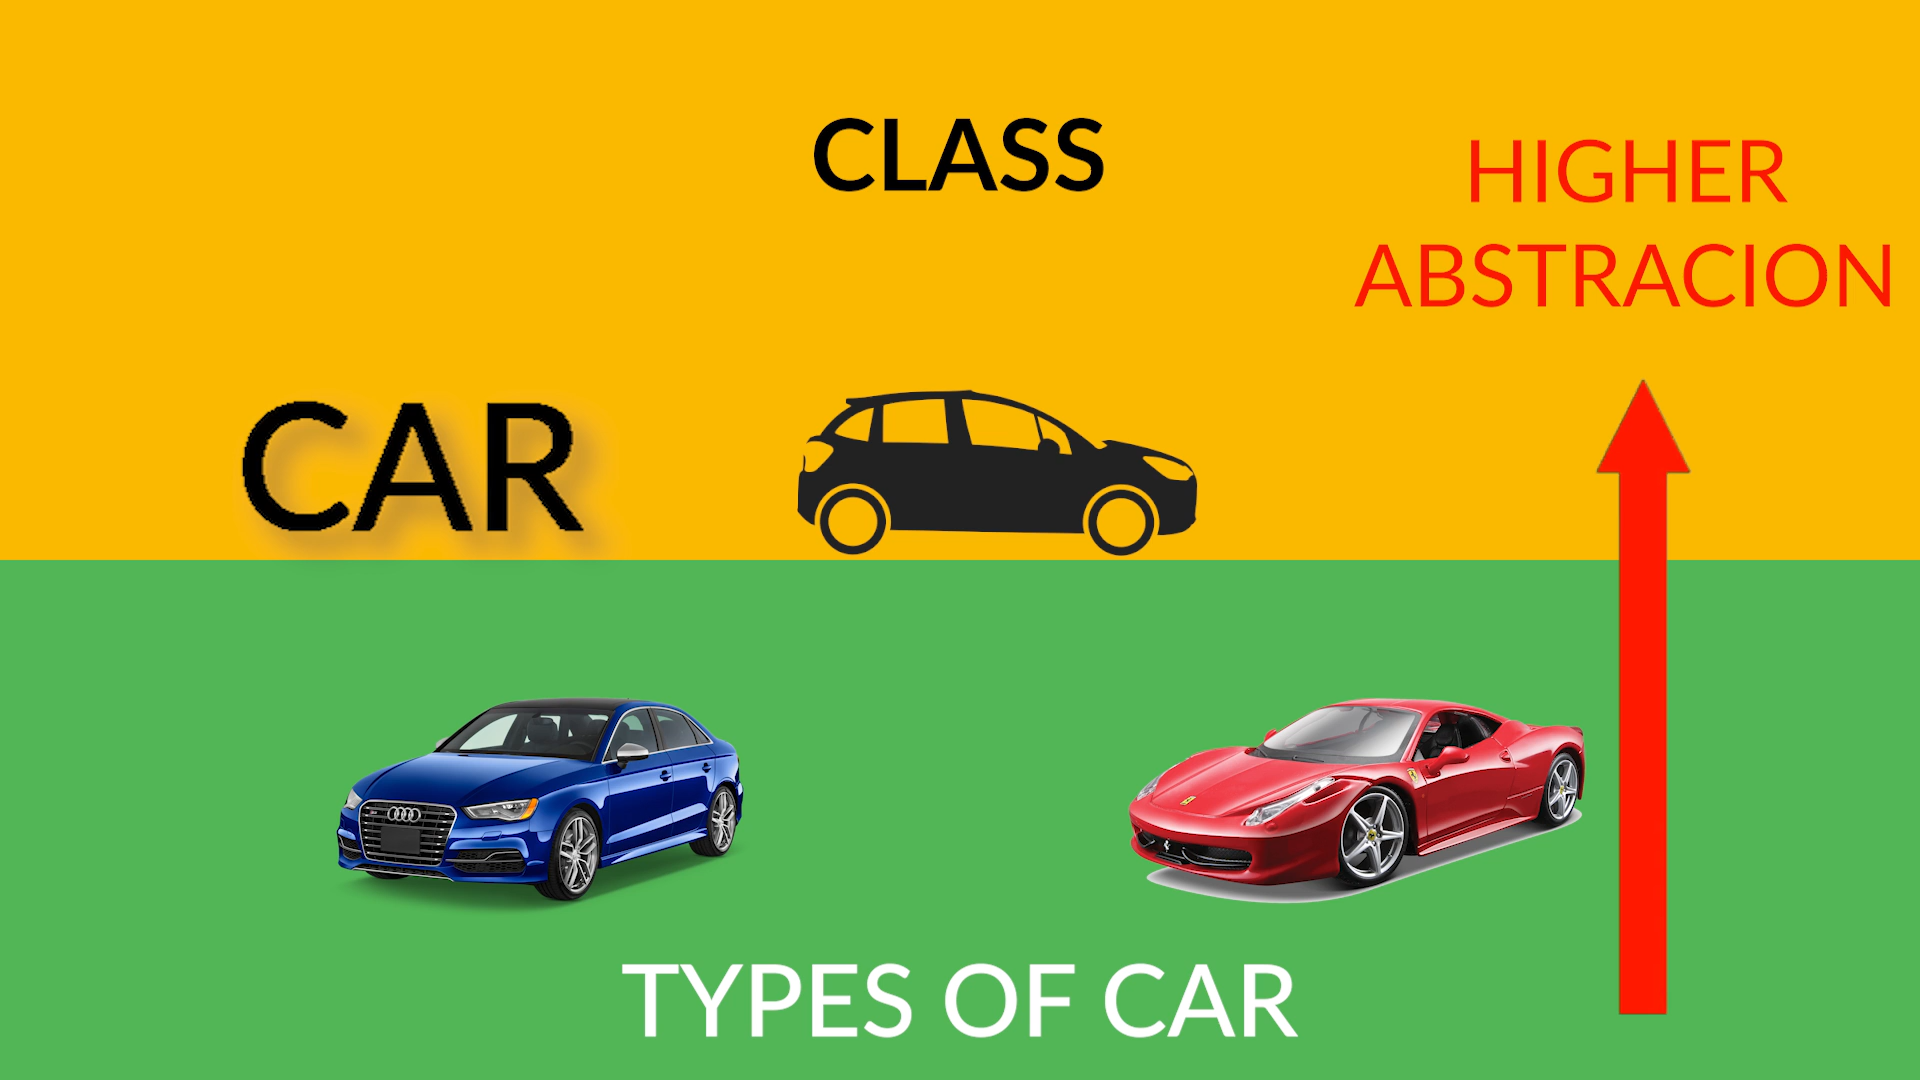 CLASS
HIGHER
ABSTRACION
CAR
TYPES OF CAR